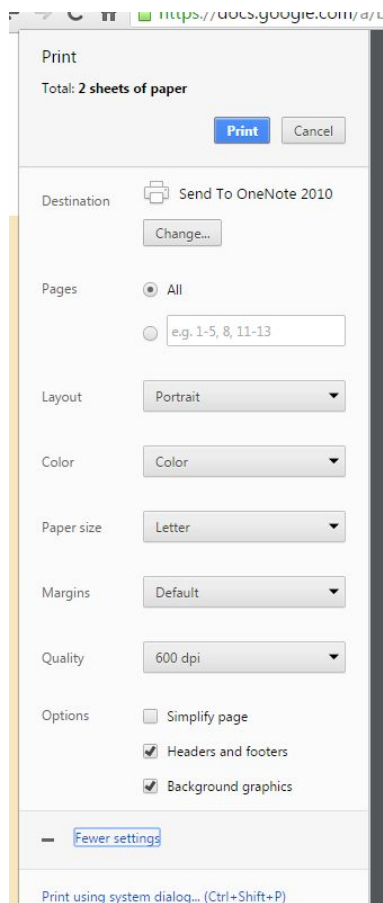 https://docs.google.com/a/
Print
Total: 2 sheets of paper
Print Cancel
Destination Send To OneNote 2010
Change...
Pages All
e.g. 1-5, 8, 11-13
Layout Portrait
Color Color
Paper size Letter
Margins Default
Quality 600 dpi
Options Simplify page
Headers and footers
Background graphics
Fewer settings
Print using system dialog... (Ctrl+Shift+P)